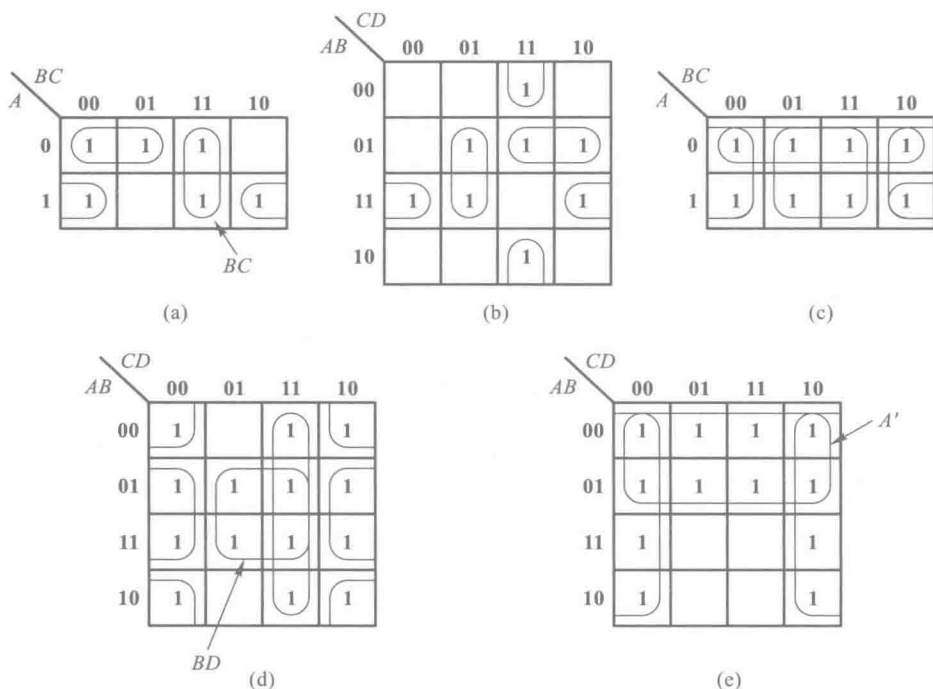 BC
A
00 01 11 10
0 1 1 1
1 1 1 1
BC
(a)
CD
AB
00 01 11 10
00 1
01 1 1 1
11 1 1 1
10 1
(b)
BC
A
00 01 11 10
0 1 1 1 1
1 1 1 1 1
(c)
CD
AB
00 01 11 10
00 1 1 1
01 1 1 1 1
11 1 1 1 1
10 1 1 1
BD
(d)
CD
AB
00 01 11 10
00 1 1 1 1
A'
01 1 1 1 1
11 1 1
10 1 1
(e)